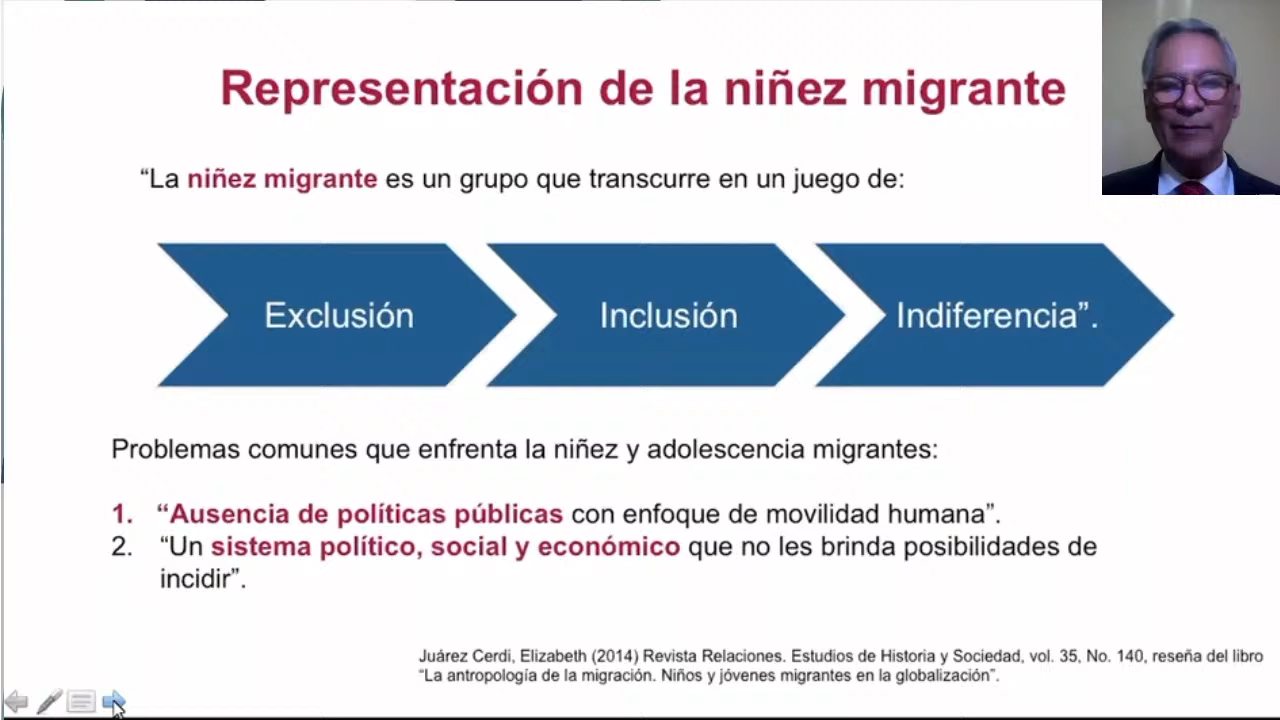 Representación de la niñez migrante
“La niñez migrante es un grupo que transcurre en un juego de:
Exclusión
Inclusión
Indiferencia”.
Problemas comunes que enfrenta la niñez y adolescencia migrantes:
1. “Ausencia de políticas públicas con enfoque de movilidad humana”.
2. “Un sistema político, social y económico que no les brinda posibilidades de
incidir”.
Juárez Cerdi, Elizabeth (2014) Revista Relaciones. Estudios de Historia y Sociedad, vol. 35, No. 140, reseña del libro
“La antropología de la migración. Niños y jóvenes migrantes en la globalización”.